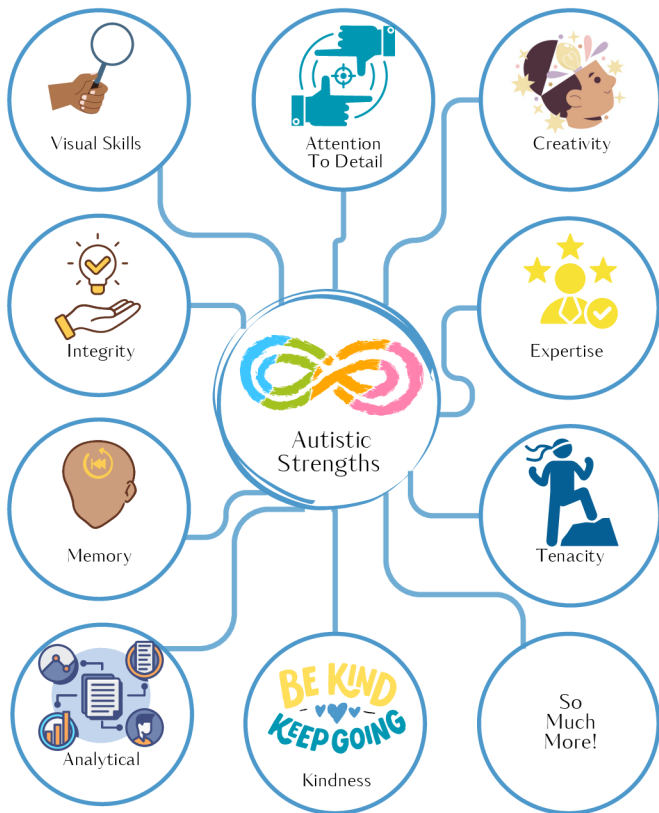 Visual Skills
Attention
To Detail
Creativity
Integrity
Autistic
Strengths
Expertise
Memory
Tenacity
Analytical
BE KIND
KEEP GOING
Kindness
So
Much
More!